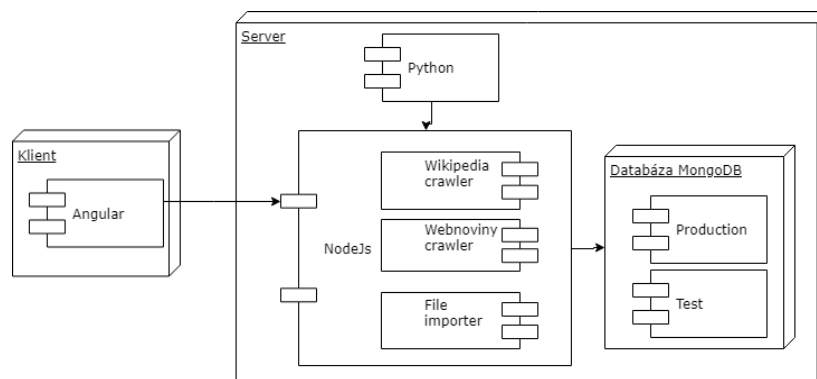 Server
Python
Klient
Angular
NodeJs
Wikipedia
crawler
Webnoviny
crawler
File
importer
Databáza MongoDB
Production
Test